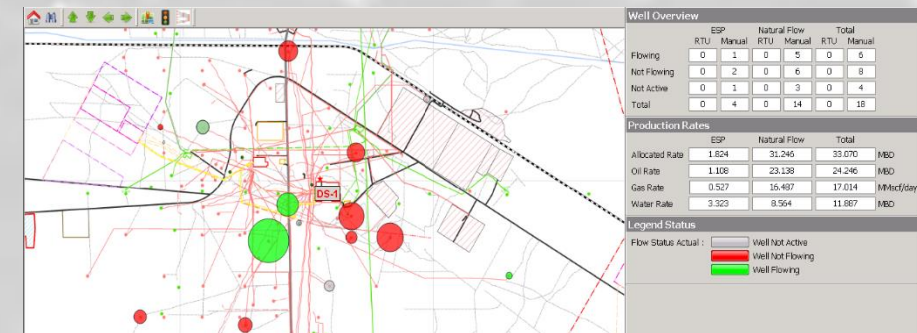 DS-1
Well Overview
ESP Natural Flow Total
RTU Manual RTU Manual RTU Manual
Flowing 0 1 0 5 0 6
Not Flowing 0 2 0 6 0 8
Not Active 0 1 0 3 0 4
Total 0 4 0 14 0 18
Production Rates
ESP Natural Flow Total
Allocated Rate 1.824 31.246 33.070 MBD
Oil Rate 1.108 23.138 24.246 MBD
Gas Rate 0.527 16.487 17.014 MMscf/day
Water Rate 3.323 8.564 11.887 MBD
Legend Status
Flow Status Actual : Well Not Active
Well Not Flowing
Well Flowing